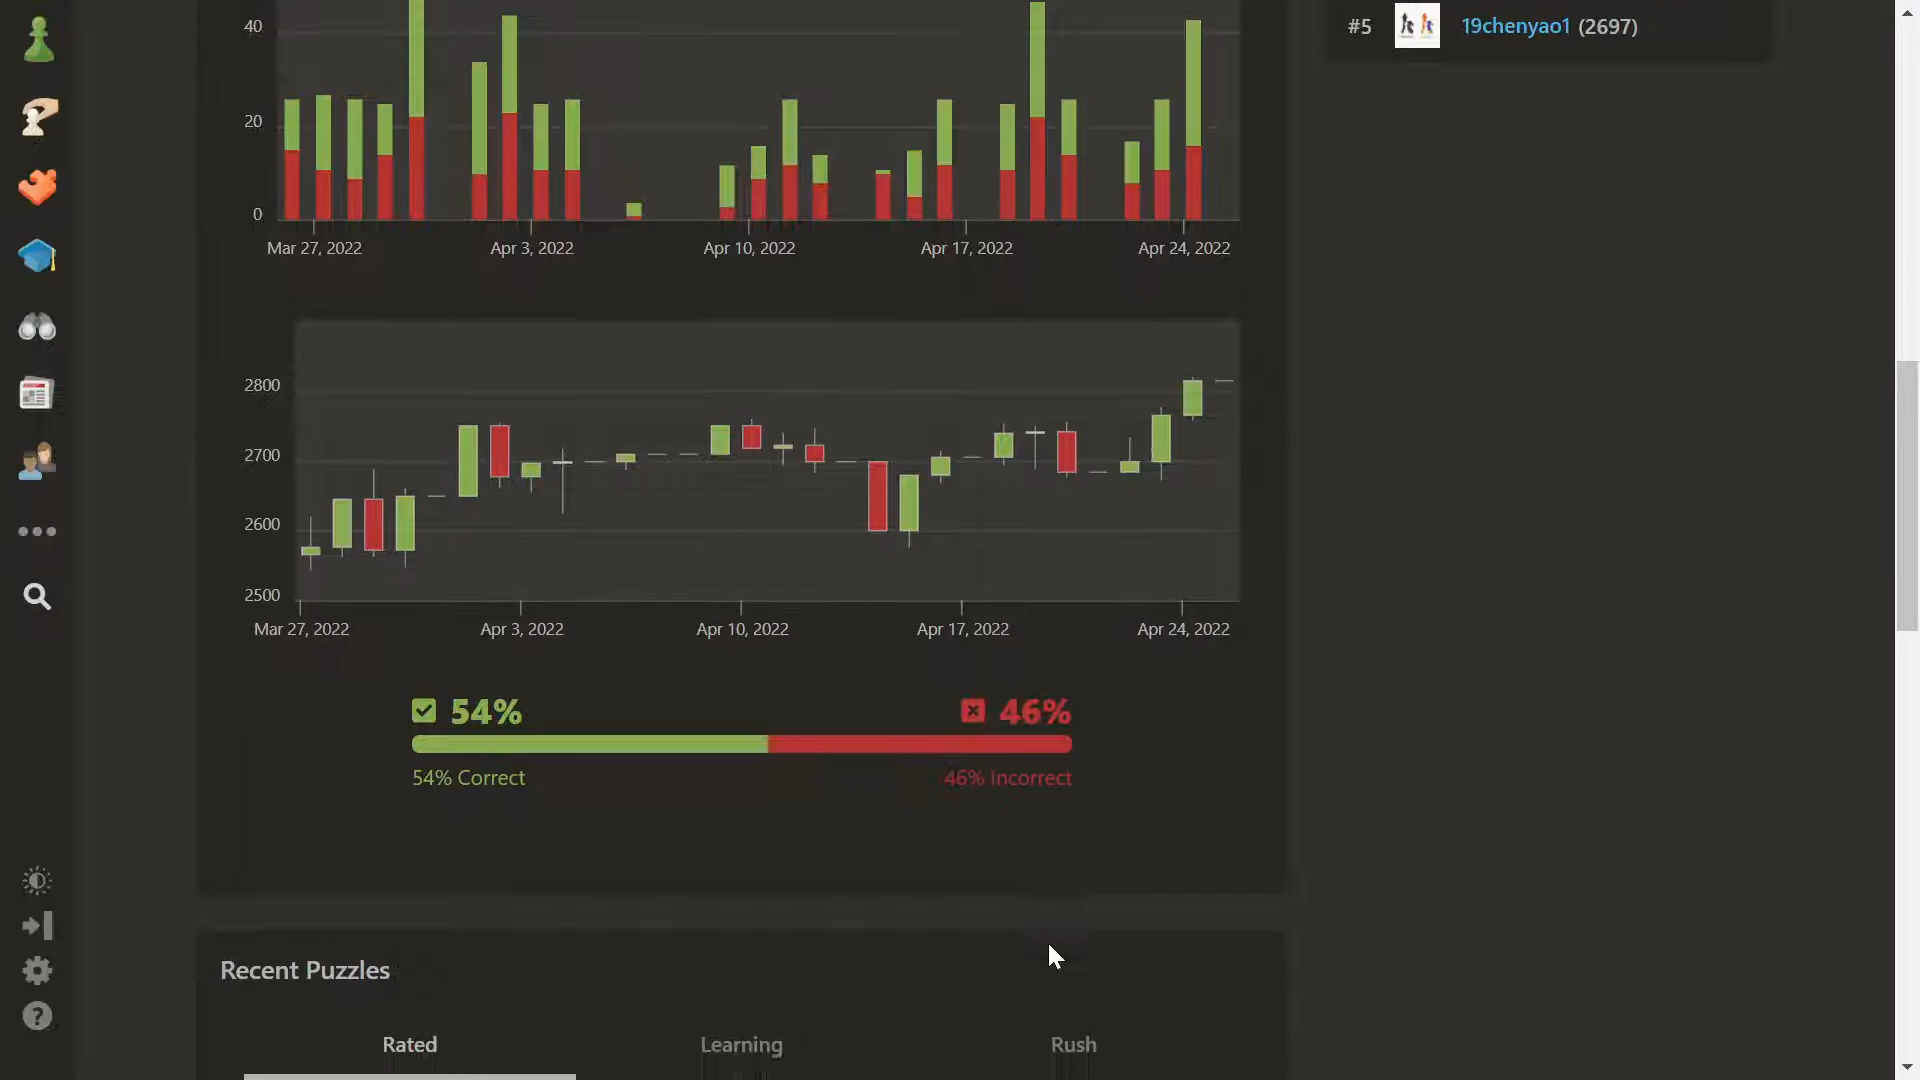 40
#5 19chenyao1 (2697)
20
0
Mar 27, 2022 Apr 3, 2022 Apr 10, 2022 Apr 17, 2022 Apr 24, 2022
2800
2700
2600
2500
Mar 27, 2022 Apr 3, 2022 Apr 10, 2022 Apr 17, 2022 Apr 24, 2022
54% 46%
54% Correct 46% Incorrect
Recent Puzzles
Rated Learning Rush